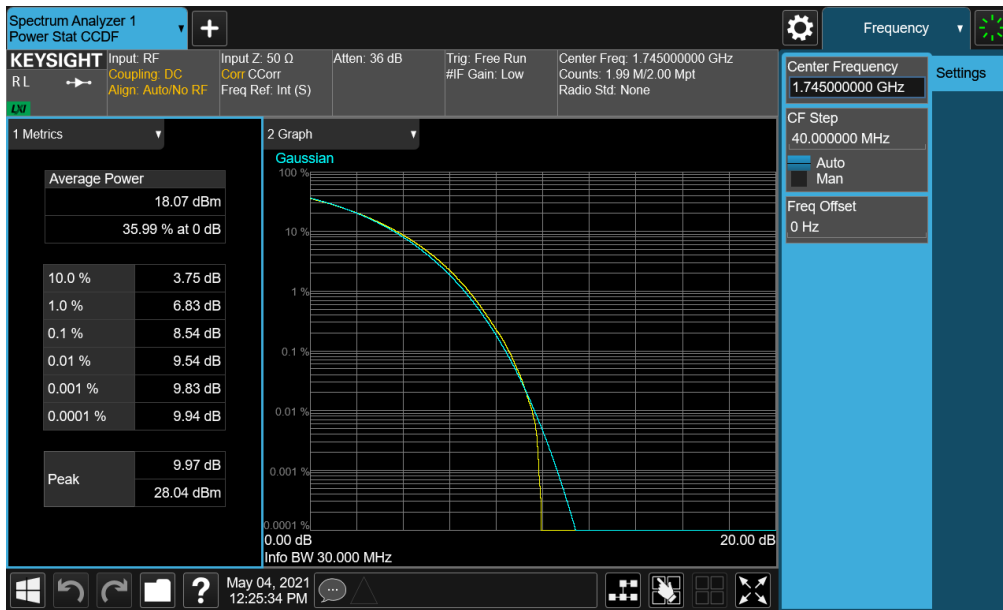 Spectrum Analyzer 1
Power Stat CCDF
Frequency
KEYSIGHT
R L
LXI
Input: RF
Coupling: DC
Align: Auto/No RF
Input Z: 50 Ω
Corr CCorr
Freq Ref: Int (S)
Atten: 36 dB
Trig: Free Run
#IF Gain: Low
Center Freq: 1.745000000 GHz
Counts: 1.99 M/2.00 Mpt
Radio Std: None
Center Frequency
1.745000000 GHz
Settings
CF Step
40.000000 MHz
Auto
Man
Freq Offset
0 Hz
1 Metrics
Average Power
18.07 dBm
35.99 % at 0 dB
10.0 % 3.75 dB
1.0 % 6.83 dB
0.1 % 8.54 dB
0.01 % 9.54 dB
0.001 % 9.83 dB
0.0001 % 9.94 dB
Peak
9.97 dB
28.04 dBm
2 Graph
Gaussian
100 %
10 %
1 %
0.1 %
0.01 %
0.001 %
0.0001 %
0.00 dB 20.00 dB
Info BW 30.000 MHz
?
May 04, 2021
12:25:34 PM